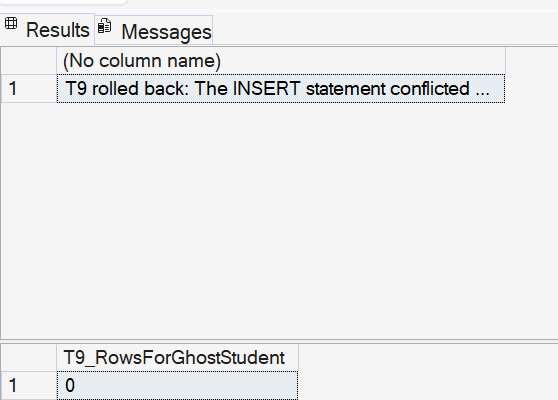 Results Messages
(No column name)
1 T9 rolled back: The INSERT statement conflicted ...
T9_RowsForGhostStudent
1 0